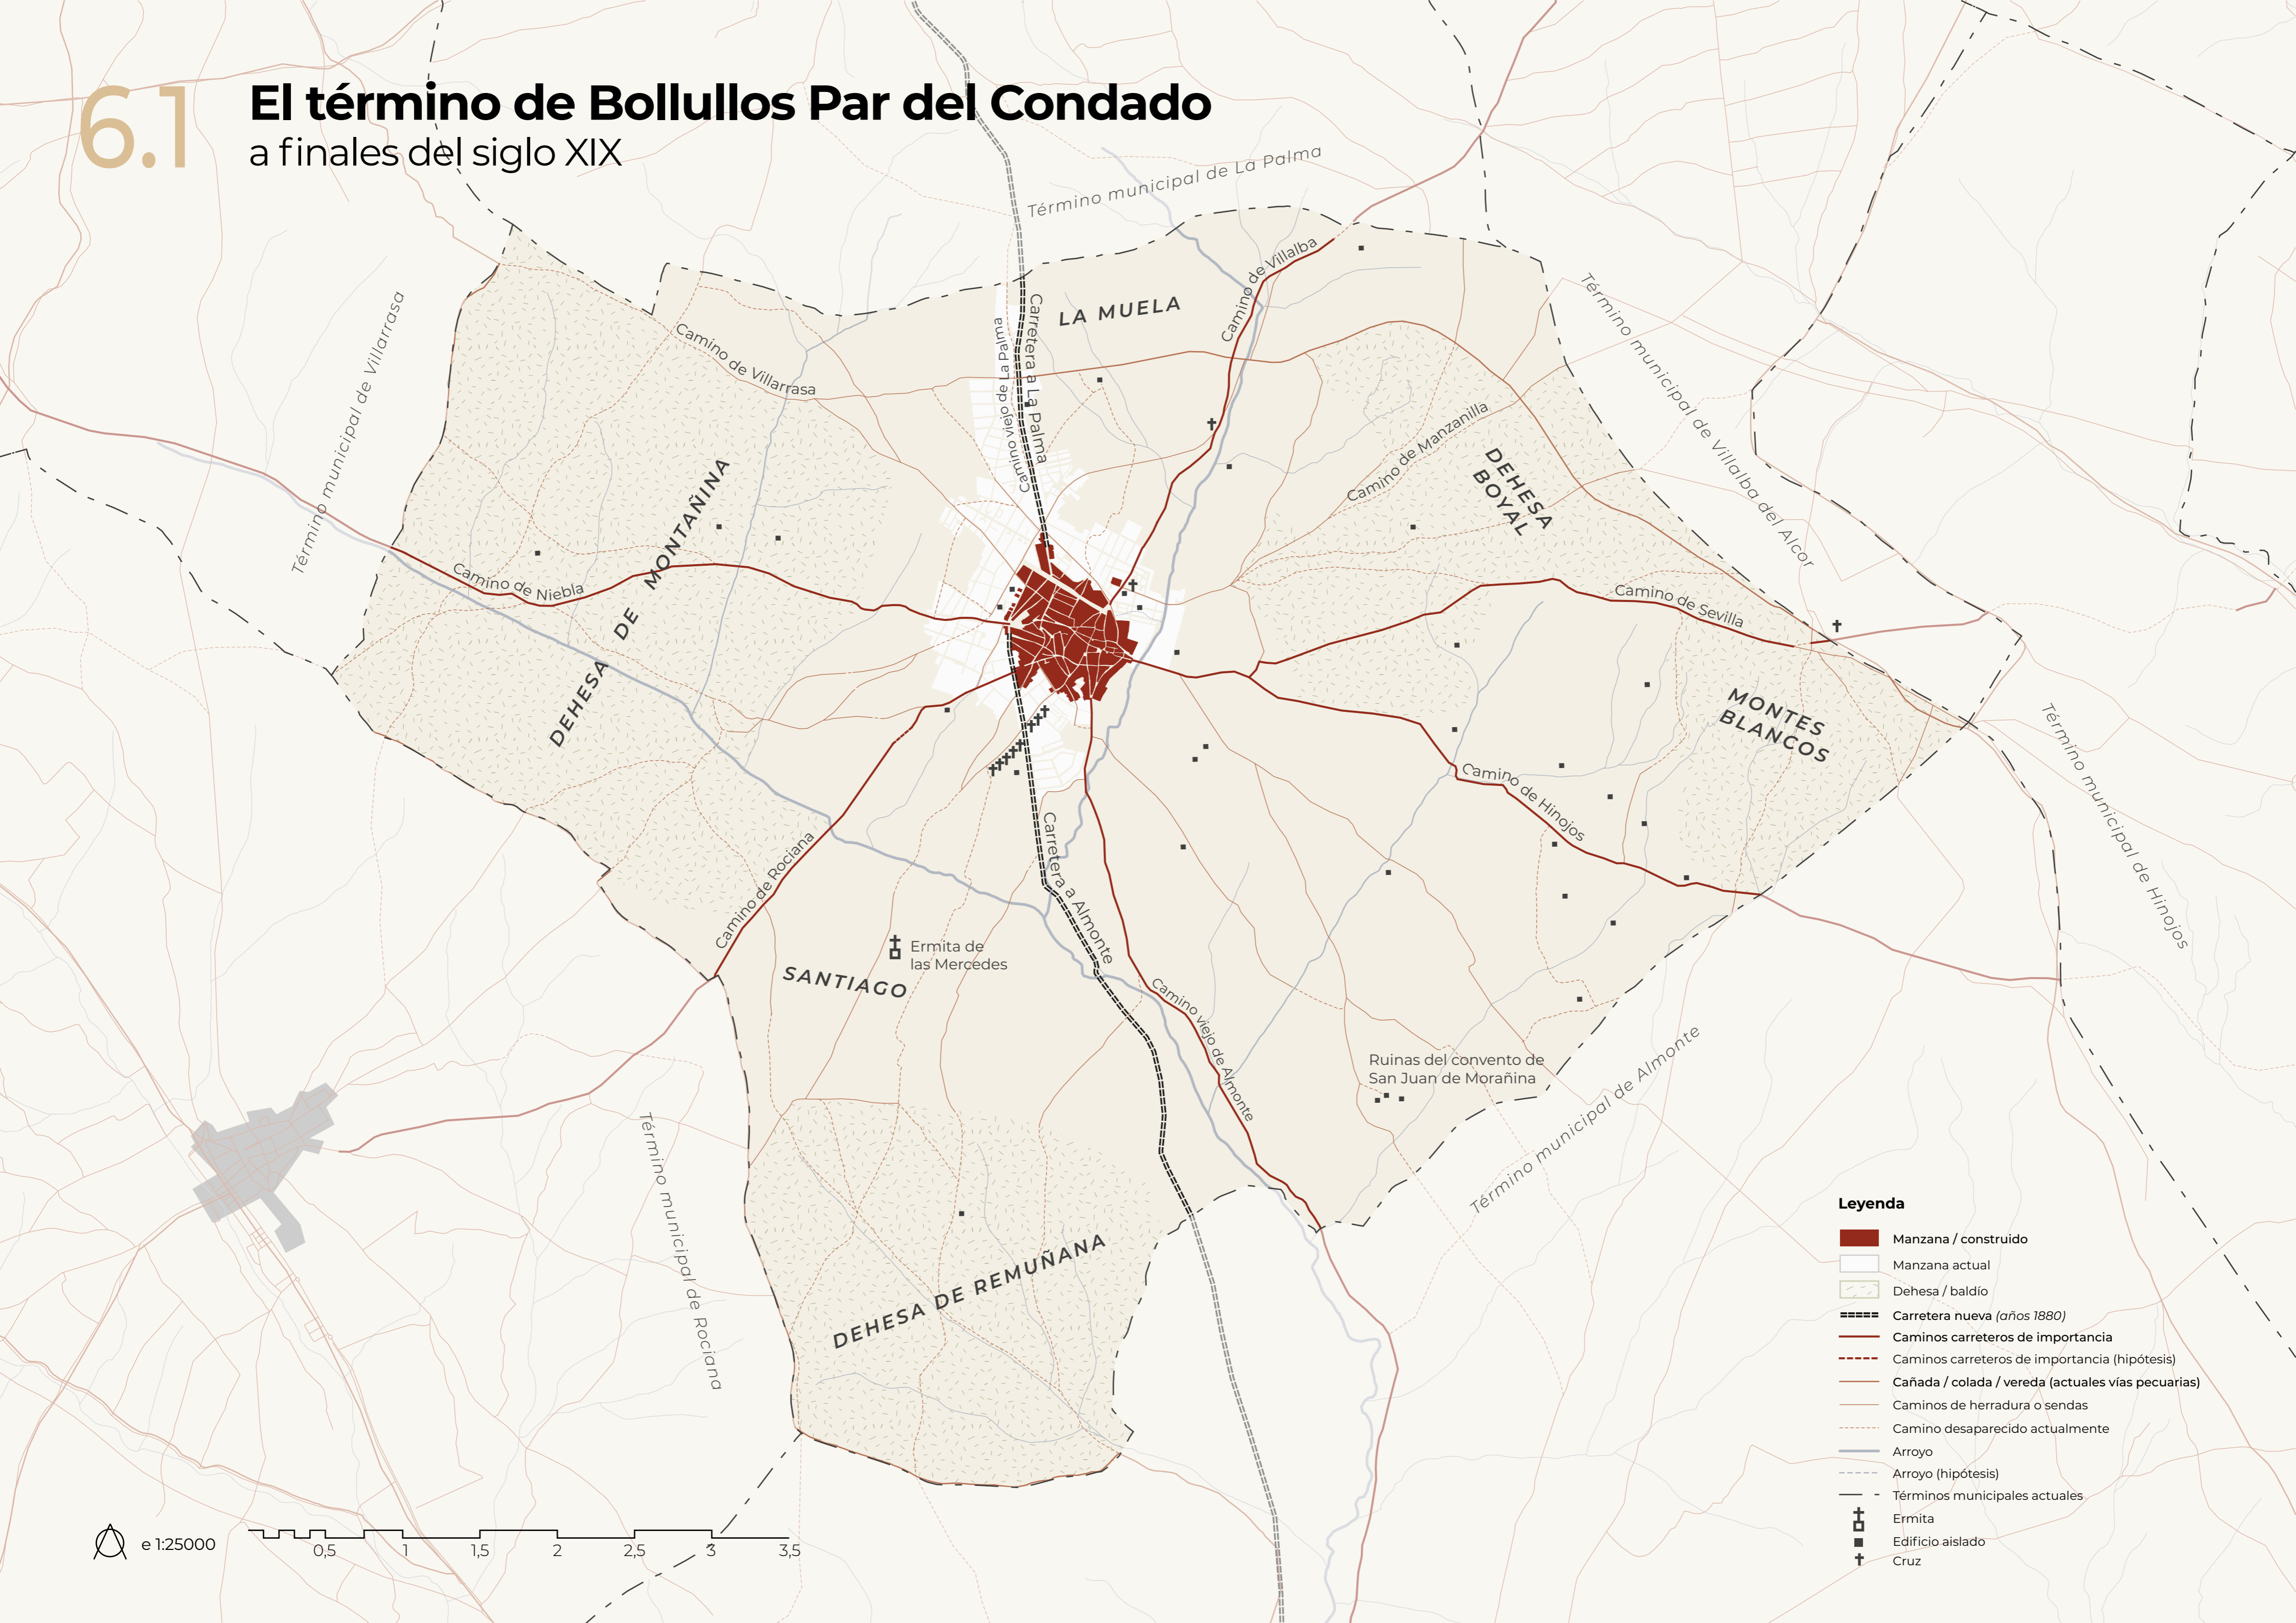 6.1
El término de Bollullos Par del Condado
a finales del siglo XIX
Término municipal de La Palma
Término municipal de Villarrasa
Término municipal de Villalba del Alcor
Término municipal de Hinojos
Término municipal de Almonte
Término municipal de Rociana
Camino de Villalba
LA MUELA
Carretera a La Palma
Camino viejo de La Palma
Camino de Villarrasa
Camino de Manzanilla
DEHESA
BOYAL
DEHESA DE MONTAÑINA
Camino de Niebla
Camino de Sevilla
MONTES
BLANCOS
Camino de Hinojos
Camino de Rociana
Carretera a Almonte
Ermita de
las Mercedes
SANTIAGO
Camino viejo de Almonte
Ruinas del convento de
San Juan de Morañina
DEHESA DE REMUÑANA
Leyenda
Manzana / construido
Manzana actual
Dehesa / baldío
Carretera nueva (años 1880)
Caminos carreteros de importancia
Caminos carreteros de importancia (hipótesis)
Cañada / colada / vereda (actuales vías pecuarias)
Caminos de herradura o sendas
Camino desaparecido actualmente
Arroyo
Arroyo (hipótesis)
Términos municipales actuales
Ermita
Edificio aislado
Cruz
e 1:25000
0,5 1 1,5 2 2,5 3 3,5